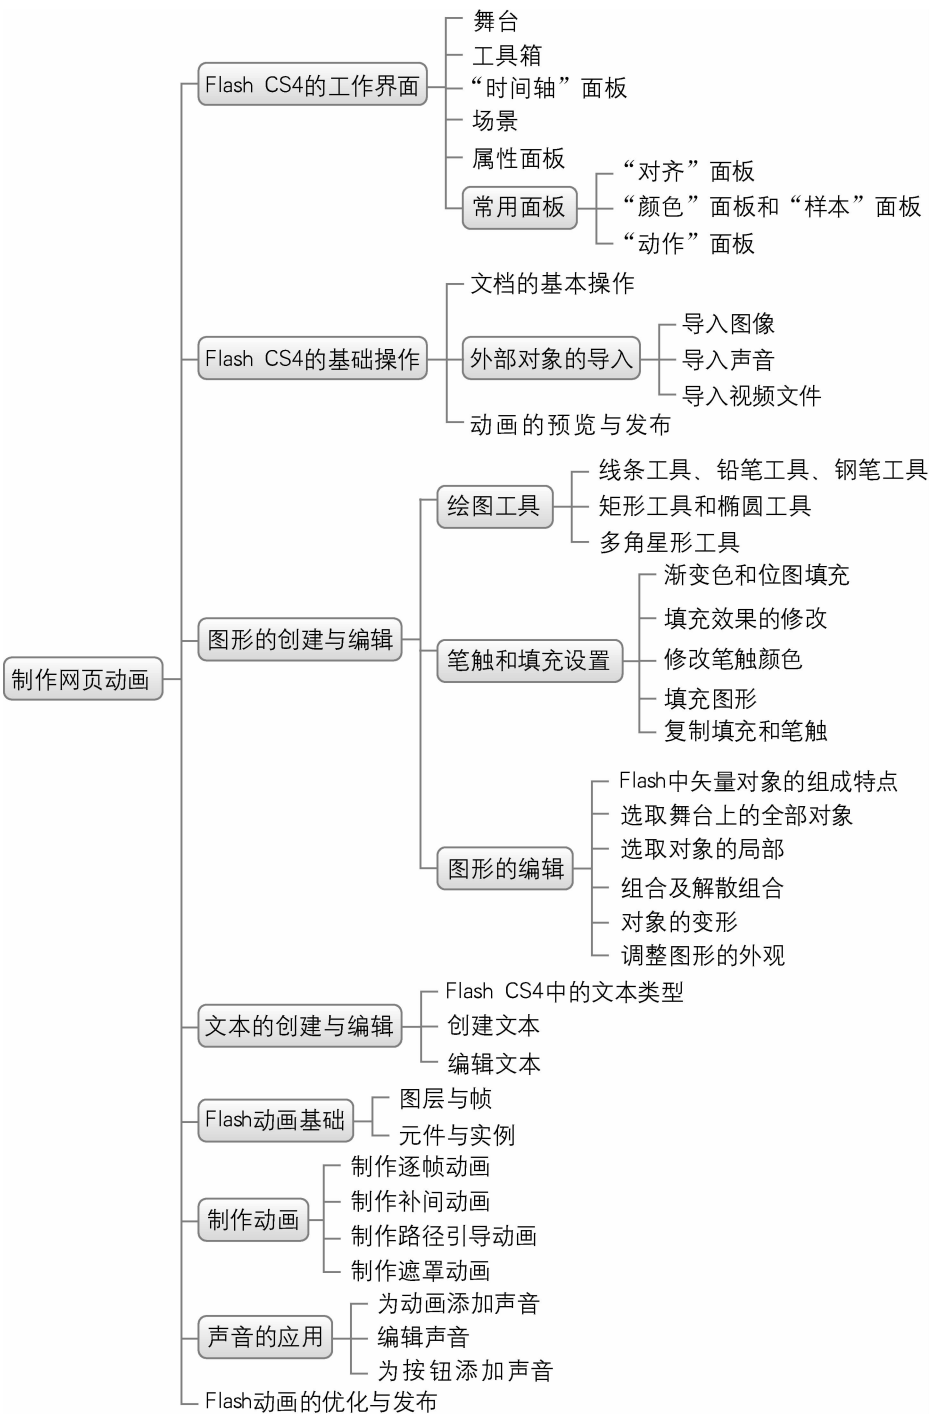 制作网页动画
Flash CS4的工作界面
舞台
工具箱
“时间轴”面板
场景
属性面板
常用面板
“对齐”面板
“颜色”面板和“样本”面板
“动作”面板
Flash CS4的基础操作
文档的基本操作
外部对象的导入
导入图像
导入声音
导入视频文件
动画的预览与发布
图形的创建与编辑
绘图工具
线条工具、铅笔工具、钢笔工具
矩形工具和椭圆工具
多角星形工具
笔触和填充设置
渐变色和位图填充
填充效果的修改
修改笔触颜色
填充图形
复制填充和笔触
图形的编辑
Flash中矢量对象的组成特点
选取舞台上的全部对象
选取对象的局部
组合及解散组合
对象的变形
调整图形的外观
文本的创建与编辑
Flash CS4中的文本类型
创建文本
编辑文本
Flash动画基础
图层与帧
元件与实例
制作动画
制作逐帧动画
制作补间动画
制作路径引导动画
制作遮罩动画
声音的应用
为动画添加声音
编辑声音
为按钮添加声音
Flash动画的优化与发布